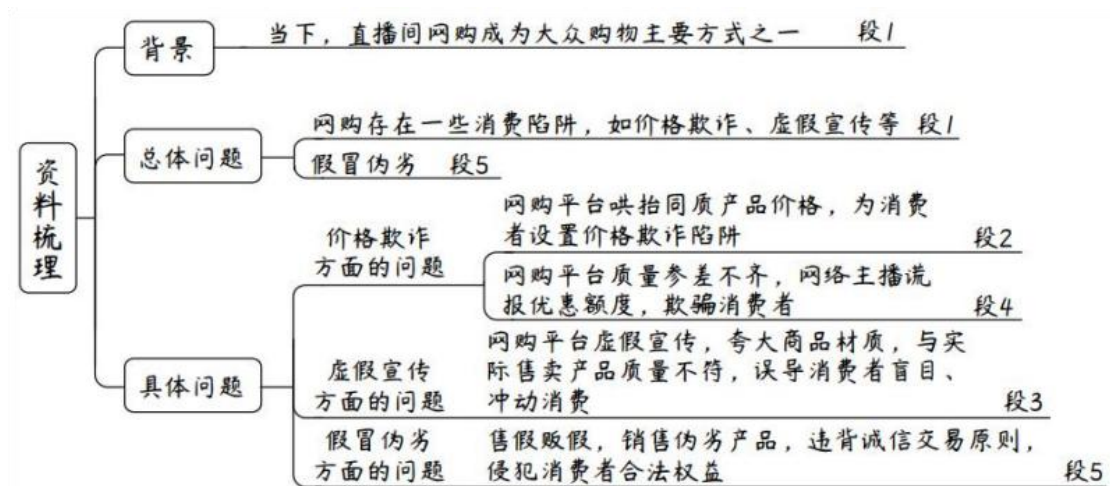 背景
当下，直播间网购成为大众购物主要方式之一 段1
资料梳理
总体问题
网购存在一些消费陷阱，如价格欺诈、虚假宣传等 段1
假冒伪劣 段5
具体问题
价格欺诈
方面的问题
网购平台哄抬同质产品价格，为消费
者设置价格欺诈陷阱 段2
网购平台质量参差不齐，网络主播谎
报优惠额度，欺骗消费者 段4
虚假宣传
方面的问题
网购平台虚假宣传，夸大商品材质，与实
际售卖产品质量不符，误导消费者盲目、
冲动消费 段3
假冒伪劣
方面的问题
售假贩假，销售伪劣产品，违背诚信交易原则，
侵犯消费者合法权益 段5